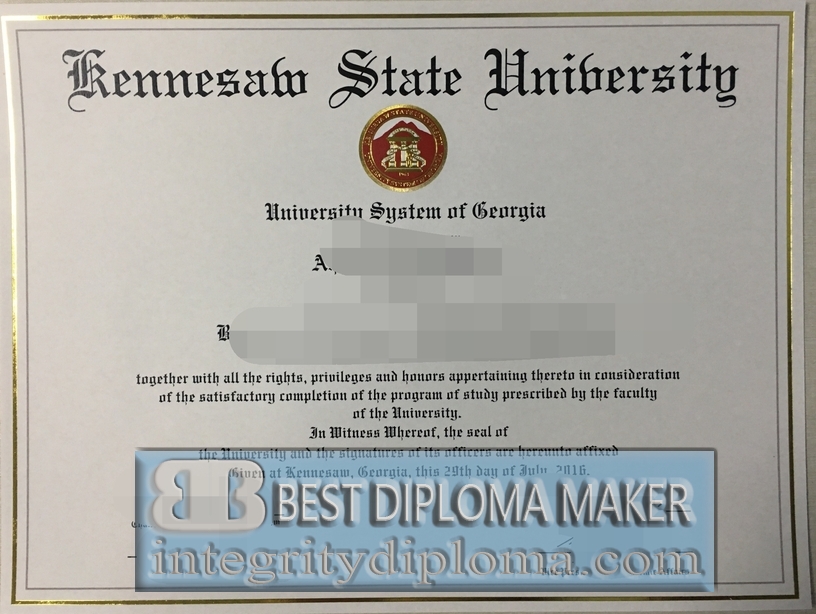 Kennesaw State University
University System of Georgia
A.
B
together with all the rights, privileges and honors appertaining thereto in consideration
of the satisfactory completion of the program of study prescribed by the faculty
of the University.
In Witness Whereof, the seal of
the University and the signatures of its officers are hereunto affixed
Given at Kennesaw, Georgia, this 29th day of July, 2016.
BB BEST DIPLOMA MAKER
integritydiploma.com